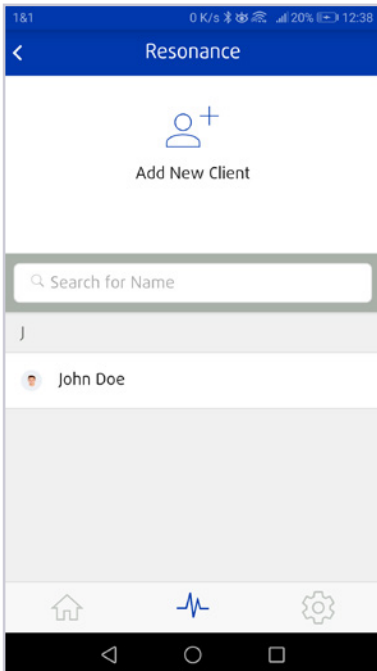 1&1 0 K/s 20% 12:38
Resonance
Add New Client
Search for Name
J
John Doe